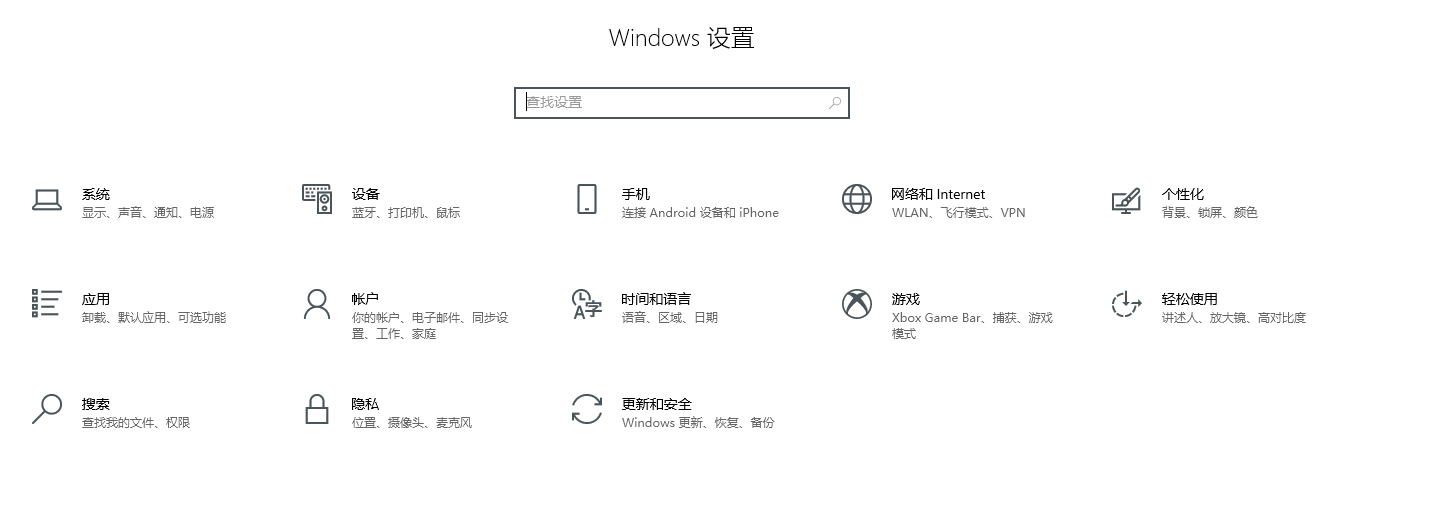 Windows 设置
查找设置
系统
显示、声音、通知、电源
设备
蓝牙、打印机、鼠标
手机
连接 Android 设备和 iPhone
网络和 Internet
WLAN、飞行模式、VPN
个性化
背景、锁屏、颜色
应用
卸载、默认应用、可选功能
帐户
你的帐户、电子邮件、同步设
置、工作、家庭
时间和语言
语音、区域、日期
游戏
Xbox Game Bar、捕获、游戏
模式
轻松使用
讲述人、放大镜、高对比度
搜索
查找我的文件、权限
隐私
位置、摄像头、麦克风
更新和安全
Windows 更新、恢复、备份